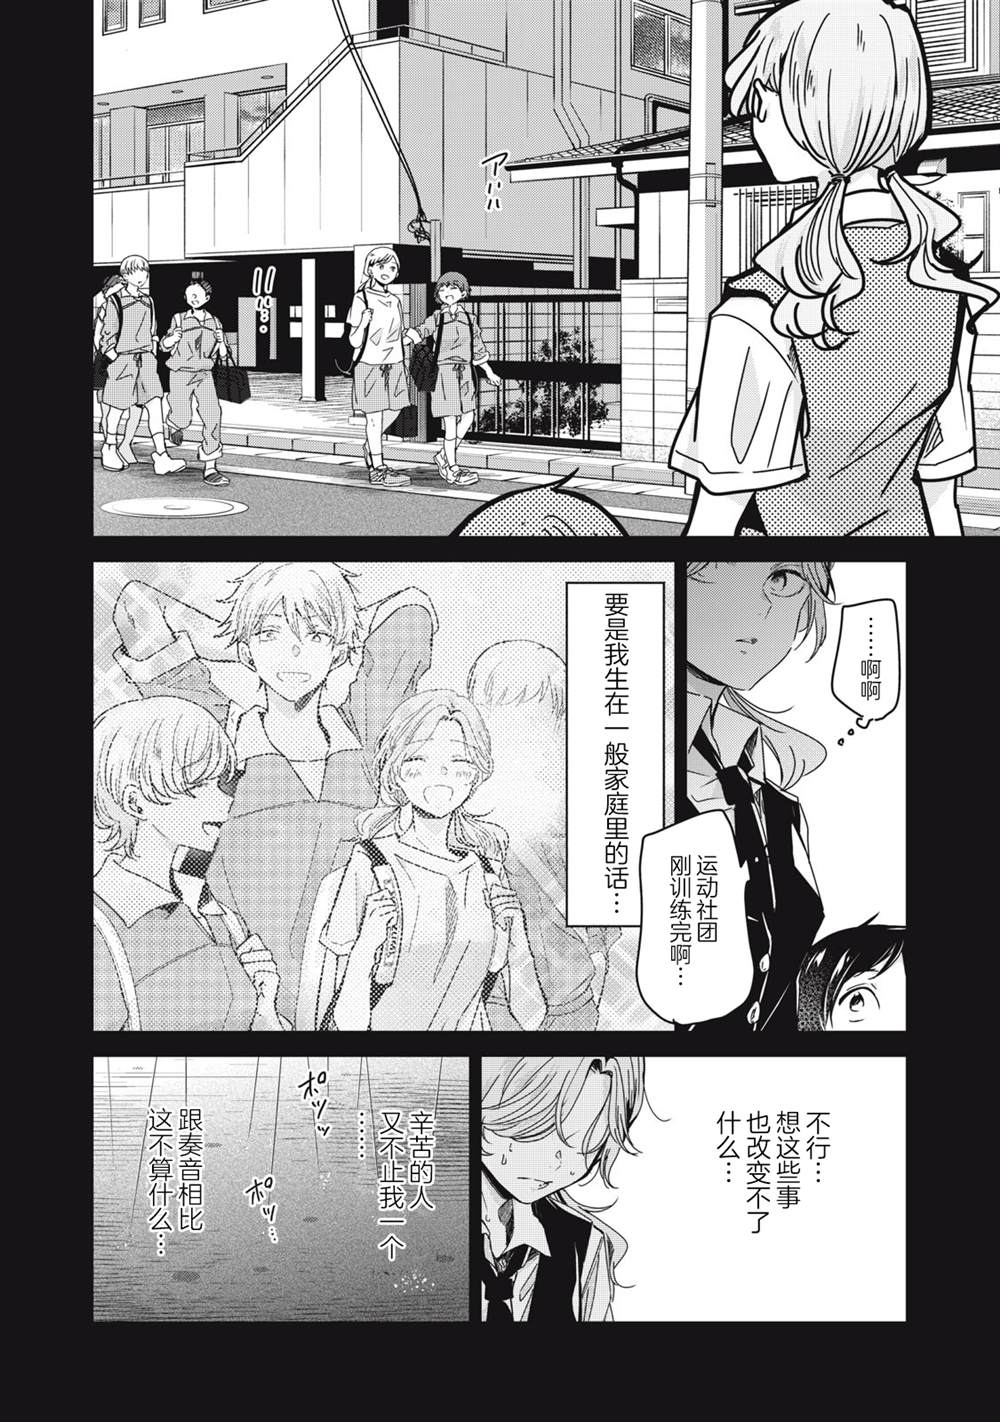 アハハ
……
啊啊
运动社团
刚训练完啊…
要是我生在一般家庭里的话…
不行…
想这些事
也改变不了
什么…
ポッ
ポツ…
辛苦的人
又不止我一个
……
跟奏音相比
这不算什么…